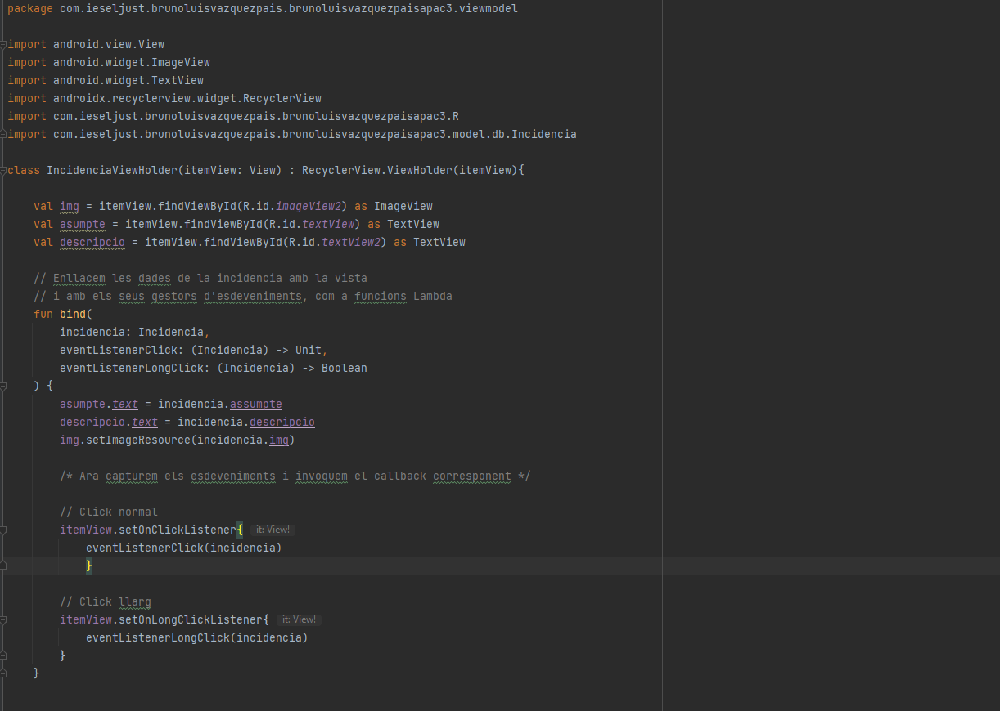 package com.ieseljust.brunoluisvazquezpais.brunoluisvazquezpaisapac3.viewmodel
import android.view.View
import android.widget.ImageView
import android.widget.TextView
import androidx.recyclerview.widget.RecyclerView
import com.ieseljust.brunoluisvazquezpais.brunoluisvazquezpaisapac3.R
import com.ieseljust.brunoluisvazquezpais.brunoluisvazquezpaisapac3.model.db.Incidencia
class IncidenciaViewHolder(itemView: View) : RecyclerView.ViewHolder(itemView){
val img = itemView.findViewById(R.id.imageView2) as ImageView
val asumpte = itemView.findViewById(R.id.textView) as TextView
val descripcio = itemView.findViewById(R.id.textView2) as TextView
// Enllacem les dades de la incidencia amb la vista
// i amb els seus gestors d'esdeveniments, com a funcions Lambda
fun bind(
incidencia: Incidencia,
eventListenerClick: (Incidencia) -> Unit,
eventListenerLongClick: (Incidencia) -> Boolean
) {
asumpte.text = incidencia.assumpte
descripcio.text = incidencia.descripcio
img.setImageResource(incidencia.img)
/* Ara capturem els esdeveniments i invoquem el callback corresponent */
// Click normal
itemView.setOnClickListener{ it: View!
eventListenerClick(incidencia)
}
// Click llarg
itemView.setOnLongClickListener{ it: View!
eventListenerLongClick(incidencia)
}
}